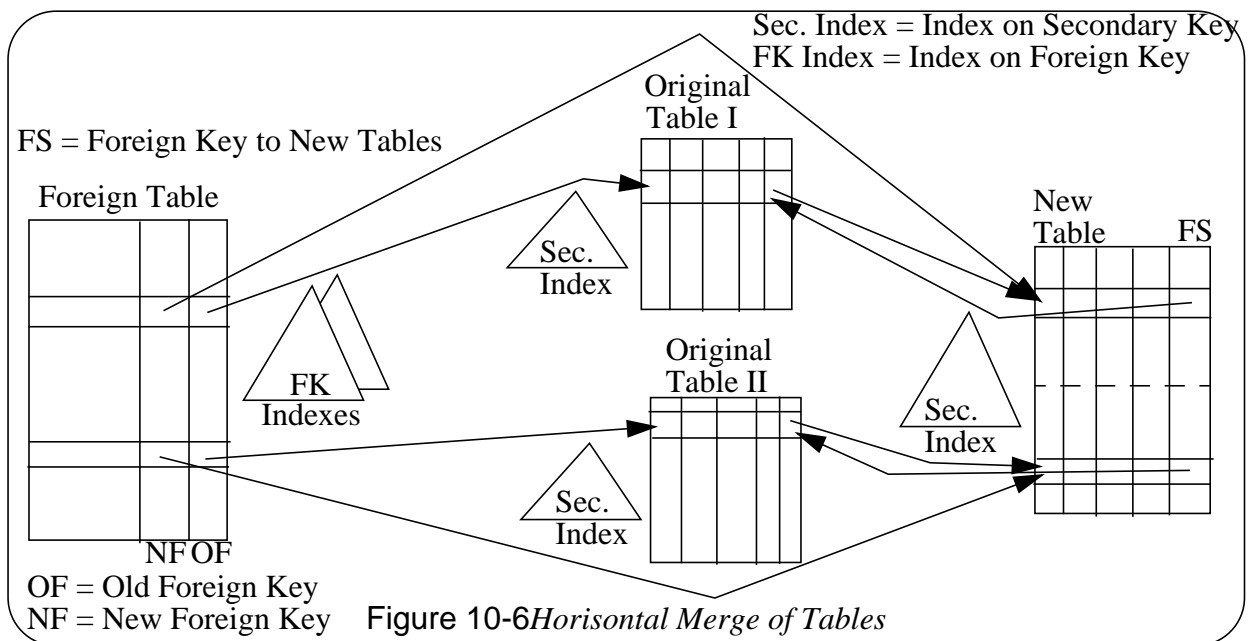 Sec. Index = Index on Secondary Key
FK Index = Index on Foreign Key
Original
Table I
FS = Foreign Key to New Tables
Foreign Table
Sec.
Index
New
Table
FS
FK
Indexes
Original
Table II
Sec.
Index
Sec.
Index
NF OF
OF = Old Foreign Key
NF = New Foreign Key
Figure 10-6Horisontal Merge of Tables